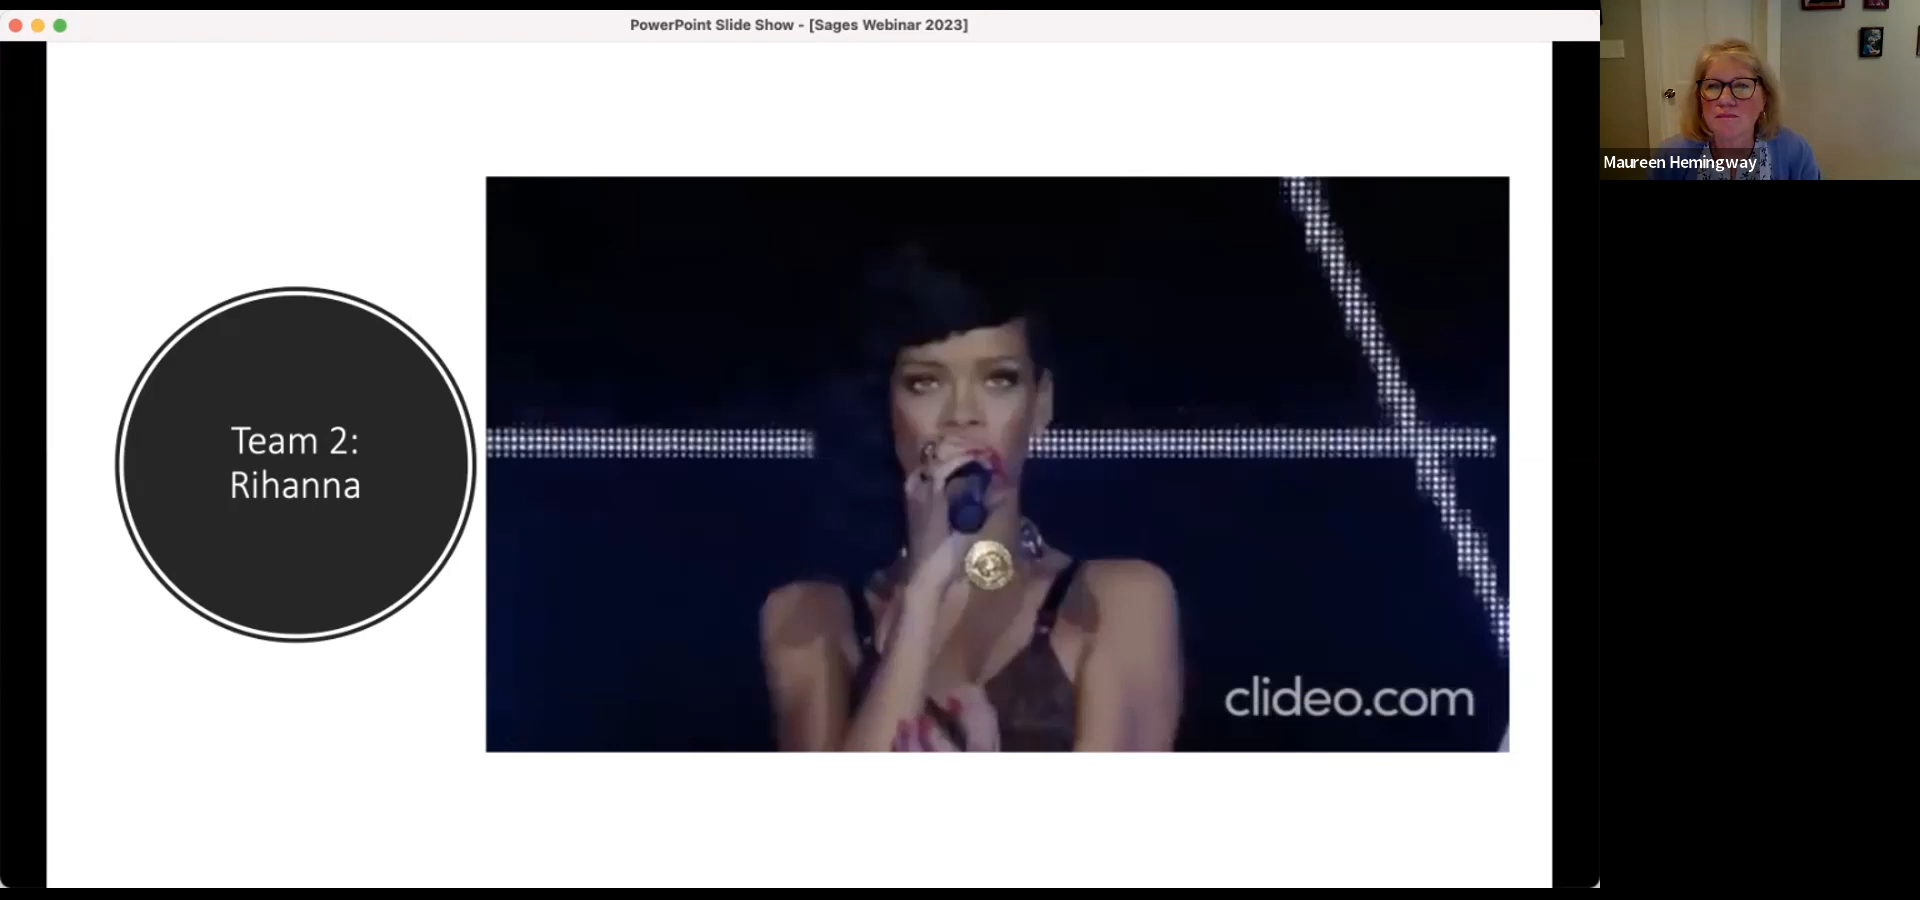 PowerPoint Slide Show - [Sages Webinar 2023]
Maureen Hemingway
Team 2:
Rihanna
clideo.com